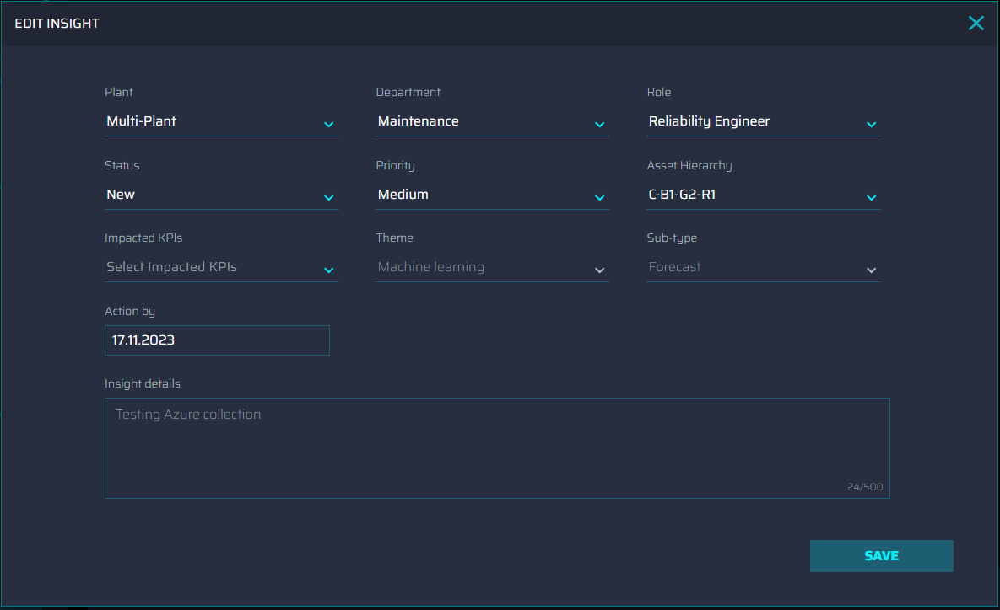 EDIT INSIGHT
Plant Department Role
Multi-Plant Maintenance Reliability Engineer
Status Priority Asset Hierarchy
New Medium C-B1-G2-R1
Impacted KPIs Theme Sub-type
Select Impacted KPIs Machine learning Forecast
Action by
17.11.2023
Insight details
Testing Azure collection
24/500
SAVE